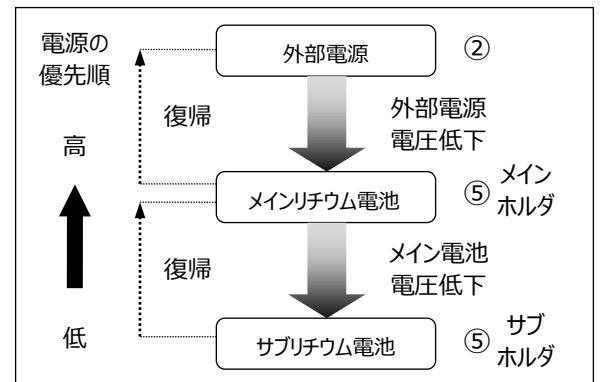 電源の
優先順
高
低
外部電源
②
復帰
外部電源
電圧低下
メインリチウム電池
⑤
メイン
ホルダ
復帰
メイン電池
電圧低下
サブリチウム電池
⑤
サブ
ホルダ